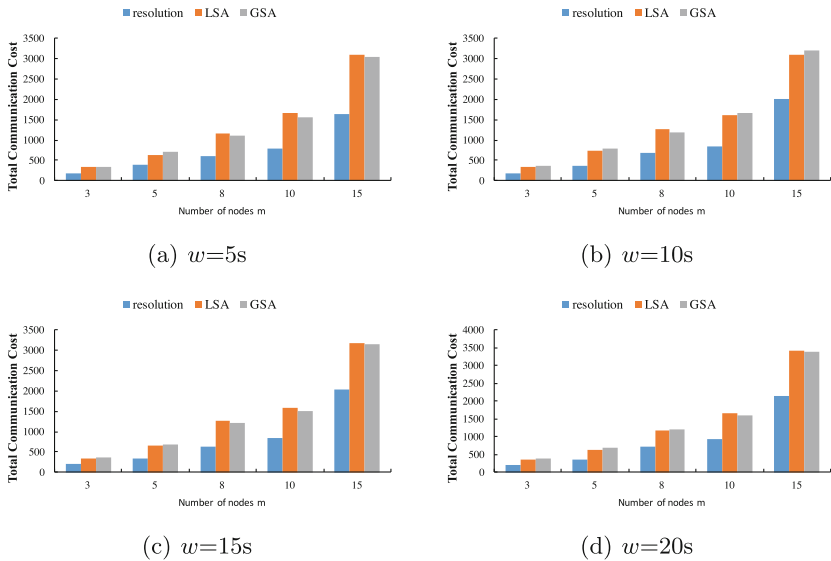 resolution LSA GSA
Total Communication Cost
3500
3000
2500
2000
1500
1000
500
0
3 5 8 10 15
Number of nodes m
(a) w=5s
resolution LSA GSA
Total Communication Cost
3500
3000
2500
2000
1500
1000
500
0
3 5 8 10 15
Number of nodes m
(b) w=10s
resolution LSA GSA
Total Communication Cost
3500
3000
2500
2000
1500
1000
500
0
3 5 8 10 15
Number of nodes m
(c) w=15s
resolution LSA GSA
Total Communication Cost
4000
3500
3000
2500
2000
1500
1000
500
0
3 5 8 10 15
Number of nodes m
(d) w=20s